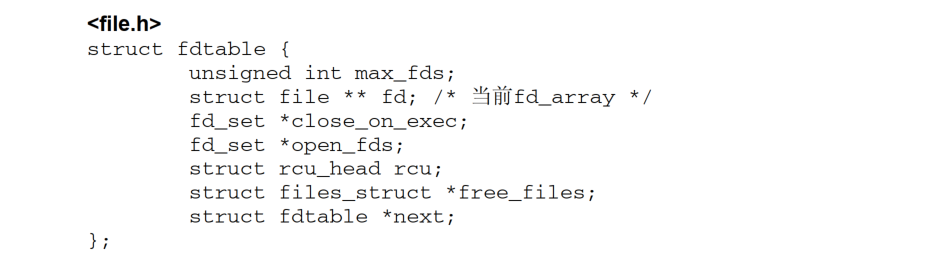 <file.h>
struct fdtable {
unsigned int max_fds;
struct file ** fd; /* 当前fd_array */
fd_set *close_on_exec;
fd_set *open_fds;
struct rcu_head rcu;
struct files_struct *free_files;
struct fdtable *next;
};